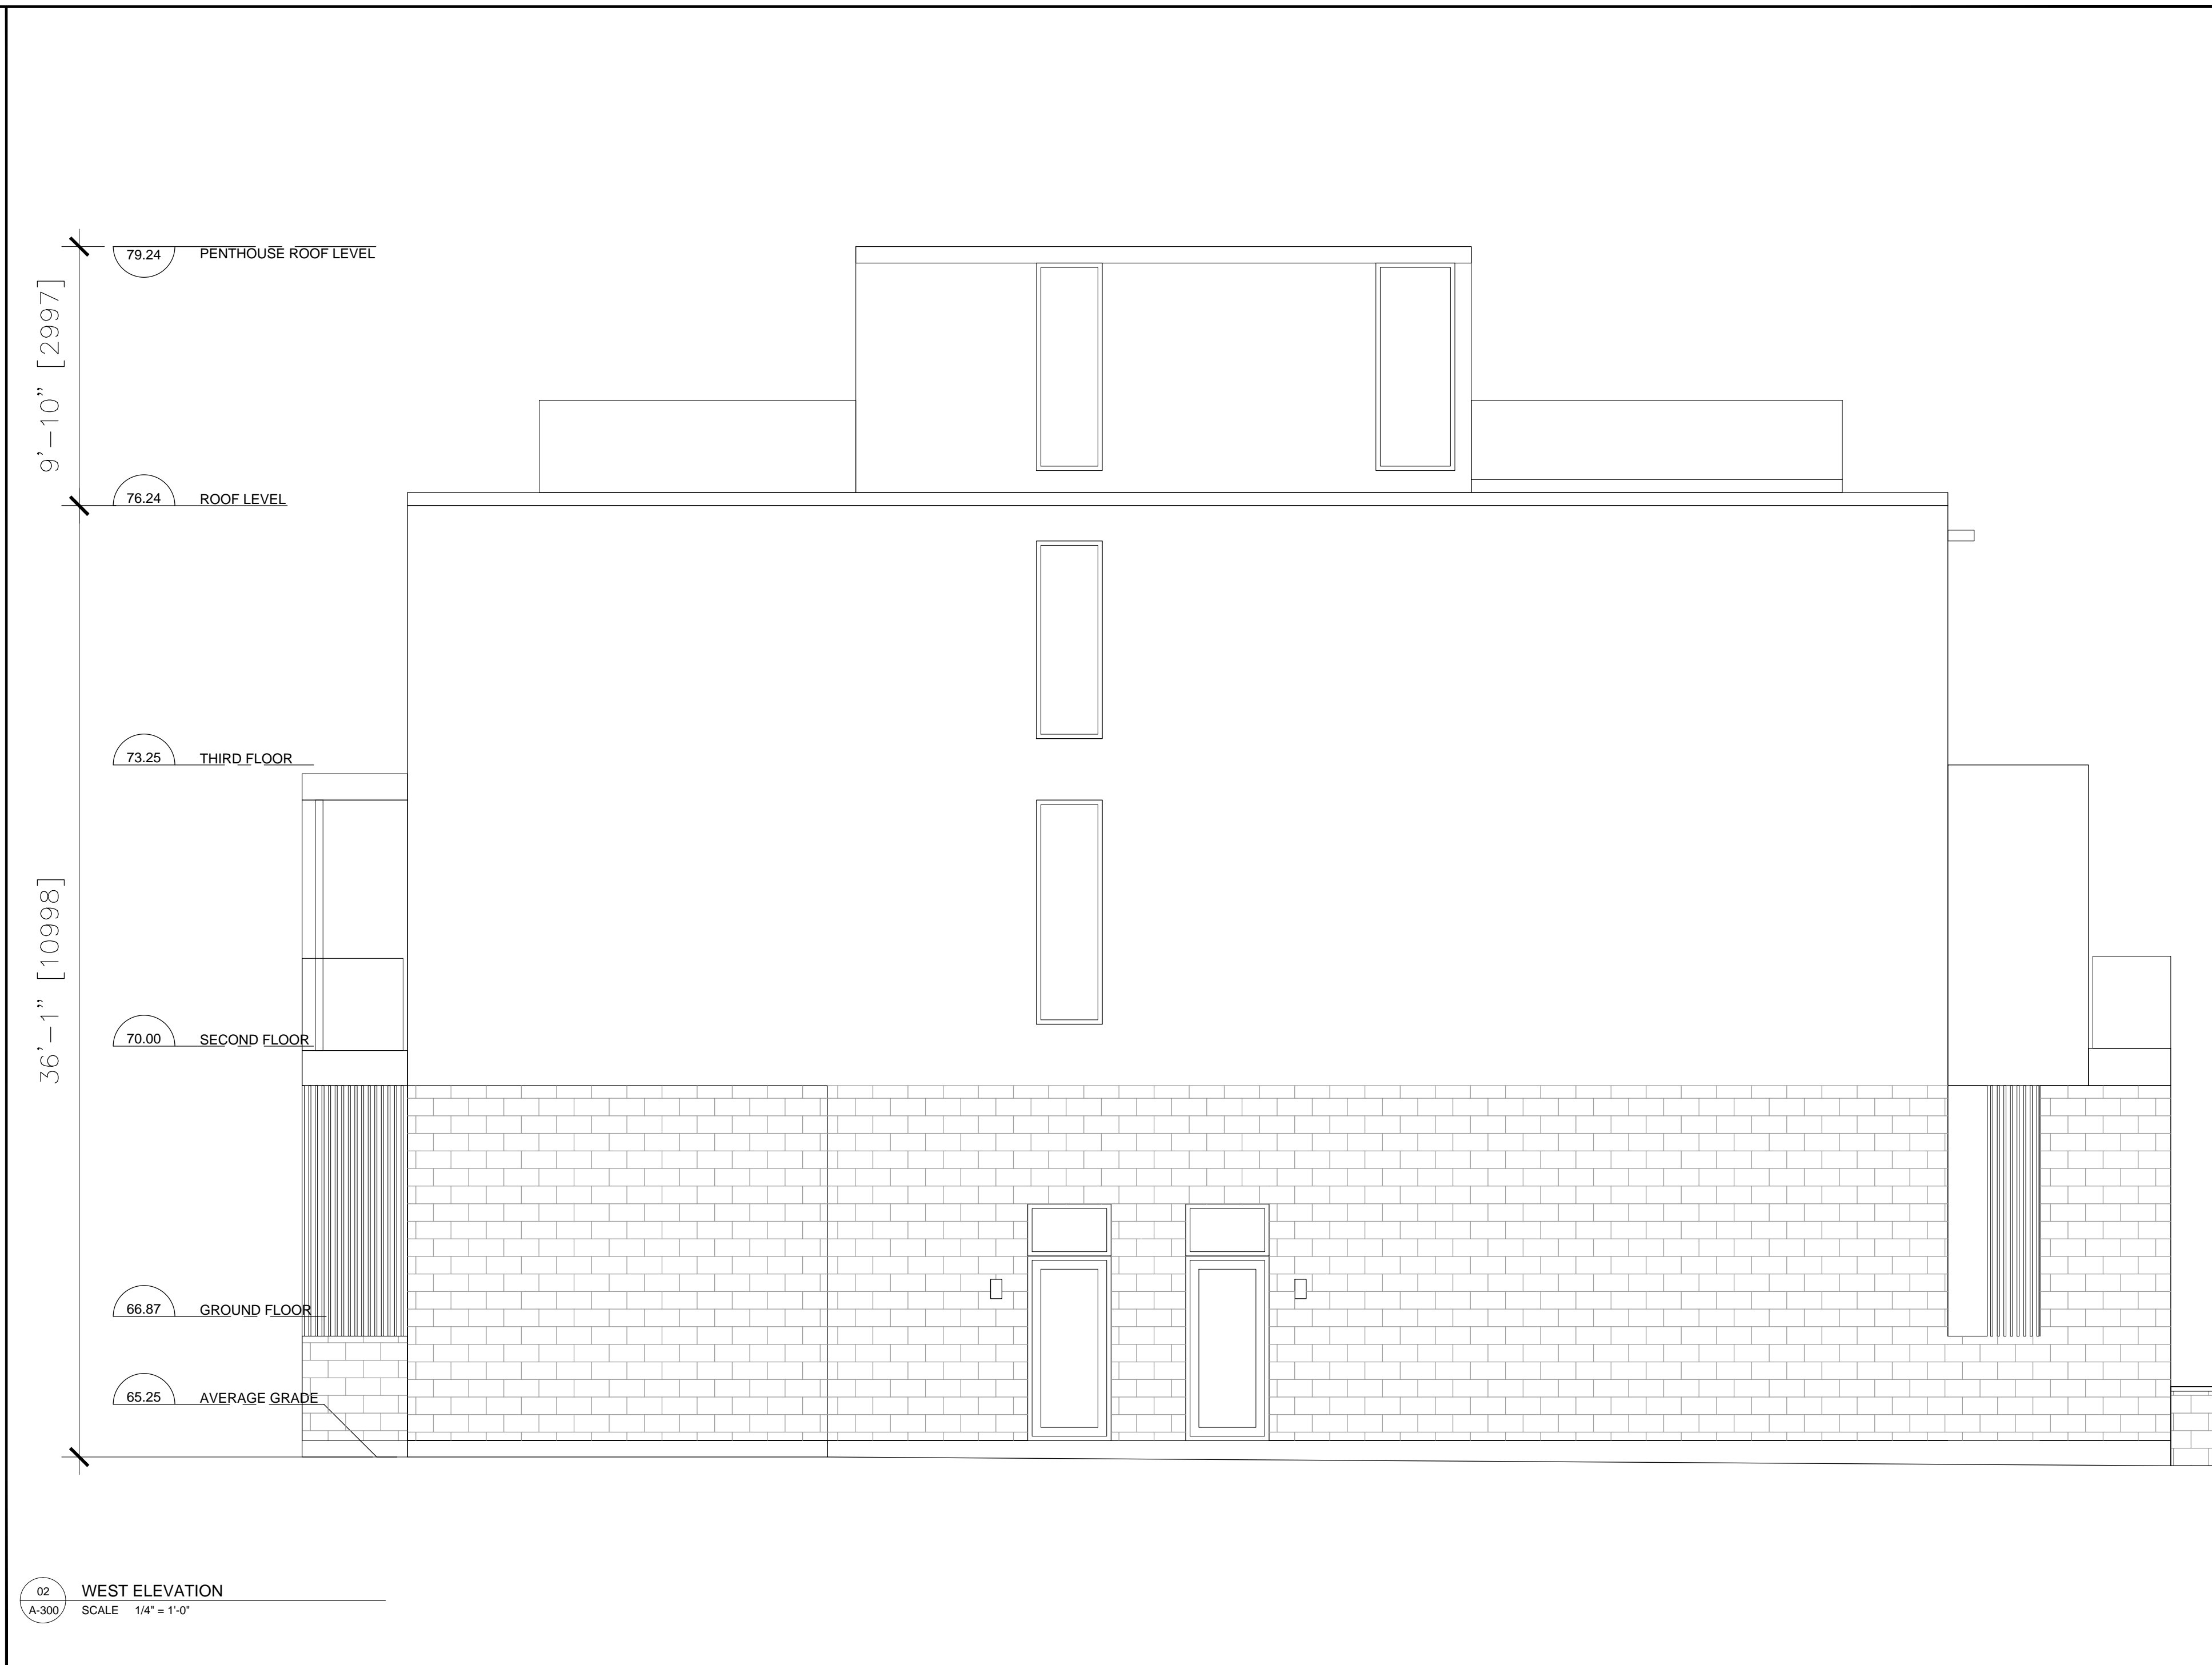 79.24 PENTHOUSE ROOF LEVEL
9'-10" [2997]
76.24 ROOF LEVEL
73.25 THIRD FLOOR
36'-1" [10998]
70.00 SECOND FLOOR
66.87 GROUND FLOOR
65.25 AVERAGE GRADE
02 WEST ELEVATION
A-300 SCALE 1/4" = 1'-0"